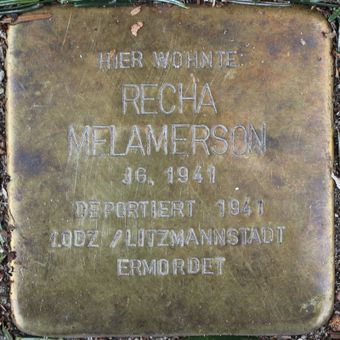 HIER WOHNTE
RECHA
MELAMERSON
JG. 1941
DEPORTIERT 1941
LODZ / LITZMANNSTADT
ERMORDET